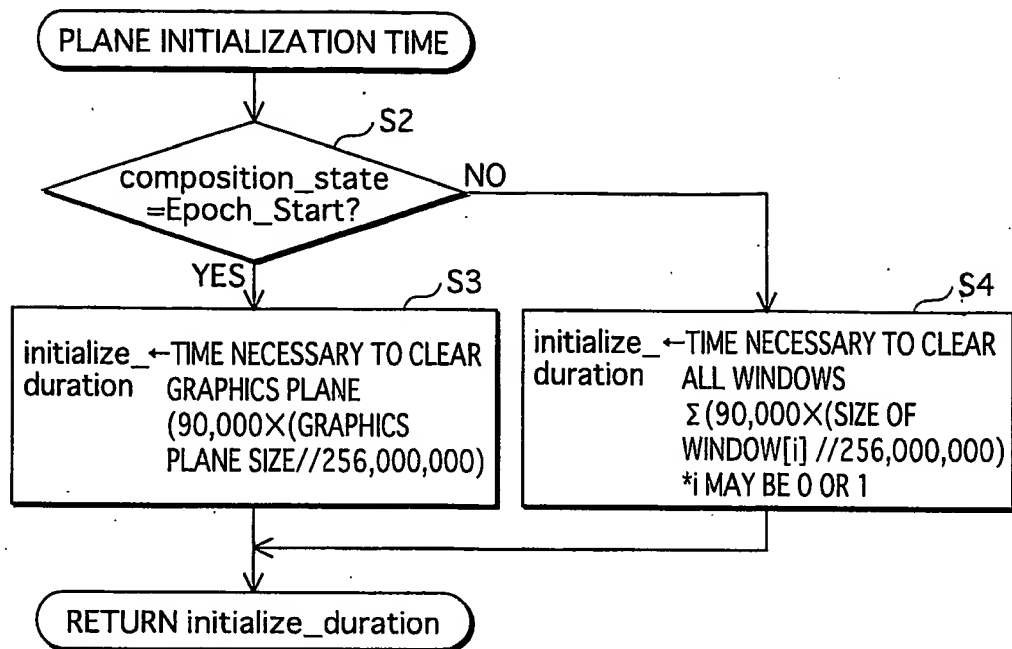 PLANE INITIALIZATION TIME
S2
composition_state
=Epoch_Start?
NO
YES
S3
initialize_←TIME NECESSARY TO CLEAR
duration GRAPHICS PLANE
(90,000×(GRAPHICS
PLANE SIZE//256,000,000)
S4
initialize_←TIME NECESSARY TO CLEAR
duration ALL WINDOWS
Σ(90,000×(SIZE OF
WINDOW[i] //256,000,000)
*i MAY BE 0 OR 1
RETURN initialize_duration